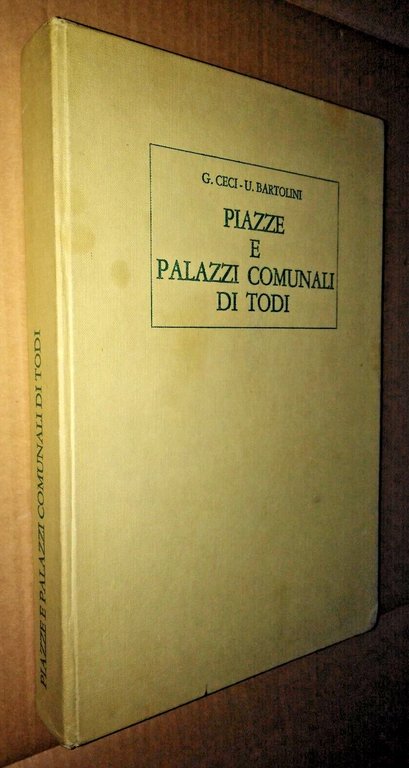 G. CECI - U. BARTOLINI
PIAZZE
E
PALAZZI COMUNALI
DI TODI
PIAZZE E PALAZZI COMUNALI DI TODI